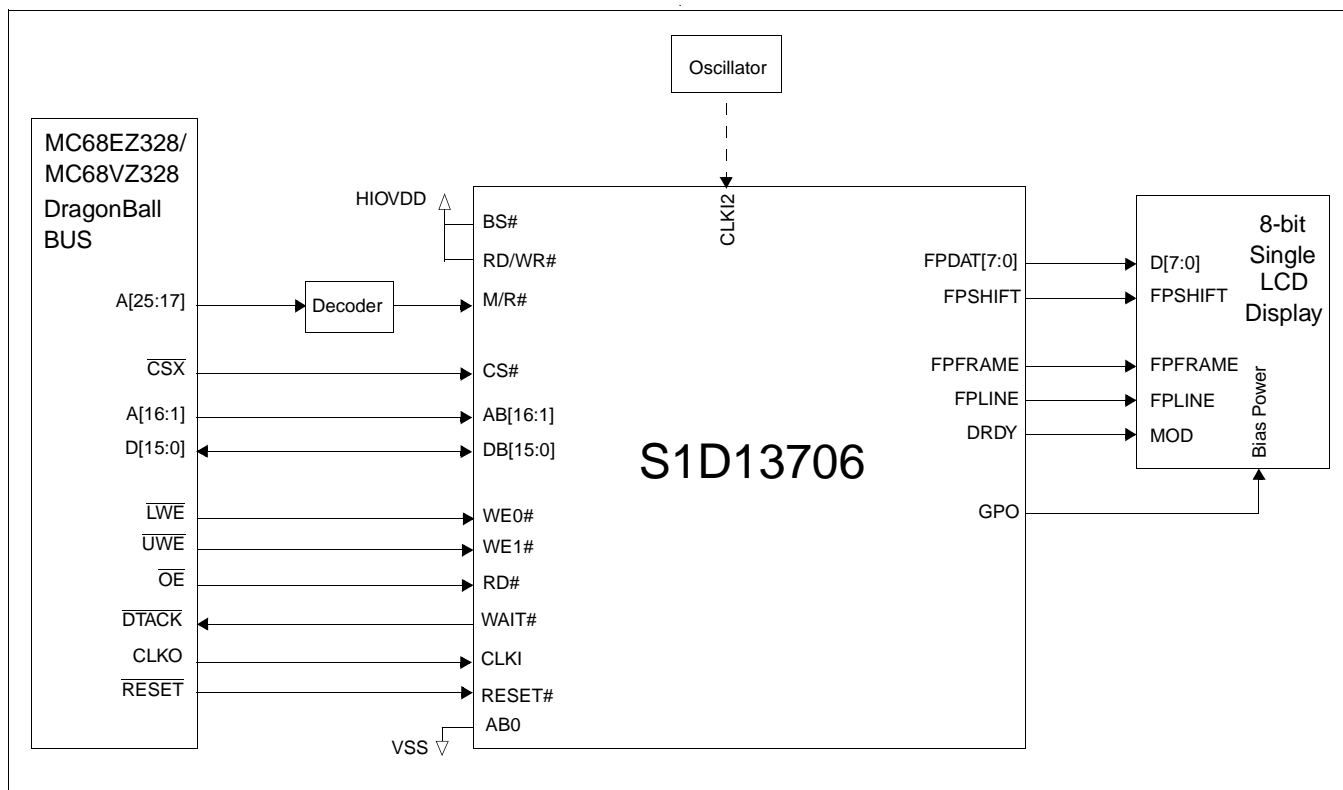 Oscillator
MC68EZ328/
MC68VZ328
DragonBall
BUS
A[25:17]
CSX
A[16:1]
D[15:0]
LWE
UWE
OE
DTACK
CLKO
RESET
Decoder
HIOVDD
VSS
BS#
RD/WR#
M/R#
CS#
AB[16:1]
DB[15:0]
WE0#
WE1#
RD#
WAIT#
CLKI
RESET#
AB0
CLKI2
S1D13706
FPDAT[7:0]
FPSHIFT
FPFRAME
FPLINE
DRDY
GPO
8-bit
Single
LCD
Display
D[7:0]
FPSHIFT
FPFRAME
FPLINE
MOD
Bias Power